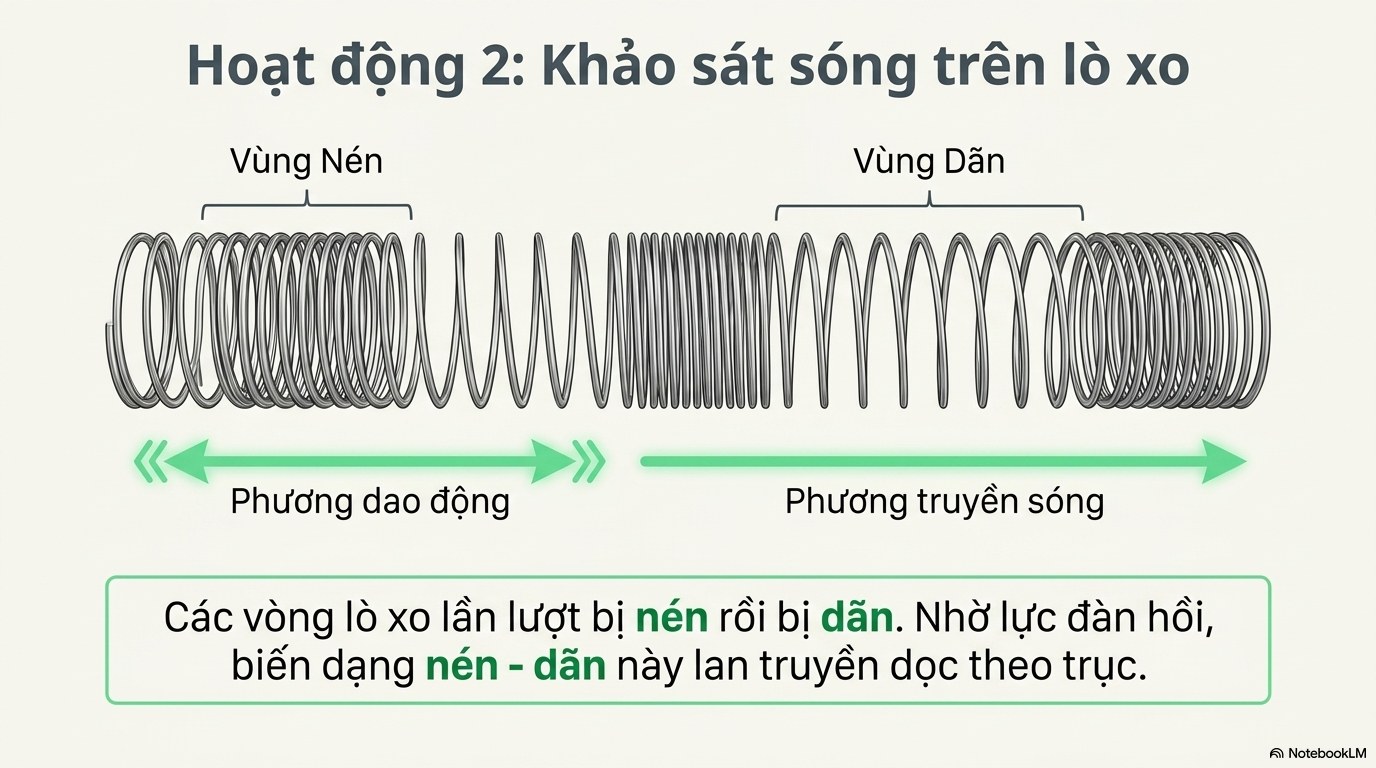 Hoạt động 2: Khảo sát sóng trên lò xo
Vùng Nén
Vùng Dãn
Phương dao động
Phương truyền sóng
Các vòng lò xo lần lượt bị nén rồi bị dãn. Nhờ lực đàn hồi,
biến dạng nén - dãn này lan truyền dọc theo trục.
NotebookLM